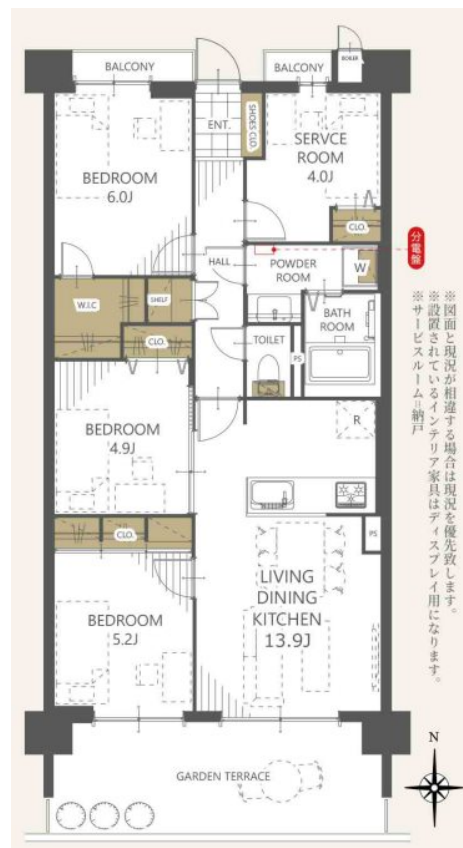 BALCONY
BALCONY
BOILER
ENT.
SHOES CLO.
SERVCE
ROOM
4.0J
BEDROOM
6.0J
CLO.
分電盤
HALL
POWDER
ROOM
W
W.I.C
SHELF
BATH
ROOM
CLO.
TOILET
PS
BEDROOM
4.9J
R
CLO.
PS
LIVING
DINING
KITCHEN
13.9J
BEDROOM
5.2J
GARDEN TERRACE
N
※図面と現況が相違する場合は現況を優先致します。
※設置されているインテリア家具はディスプレイ用になります。
※サービスルーム=納戸